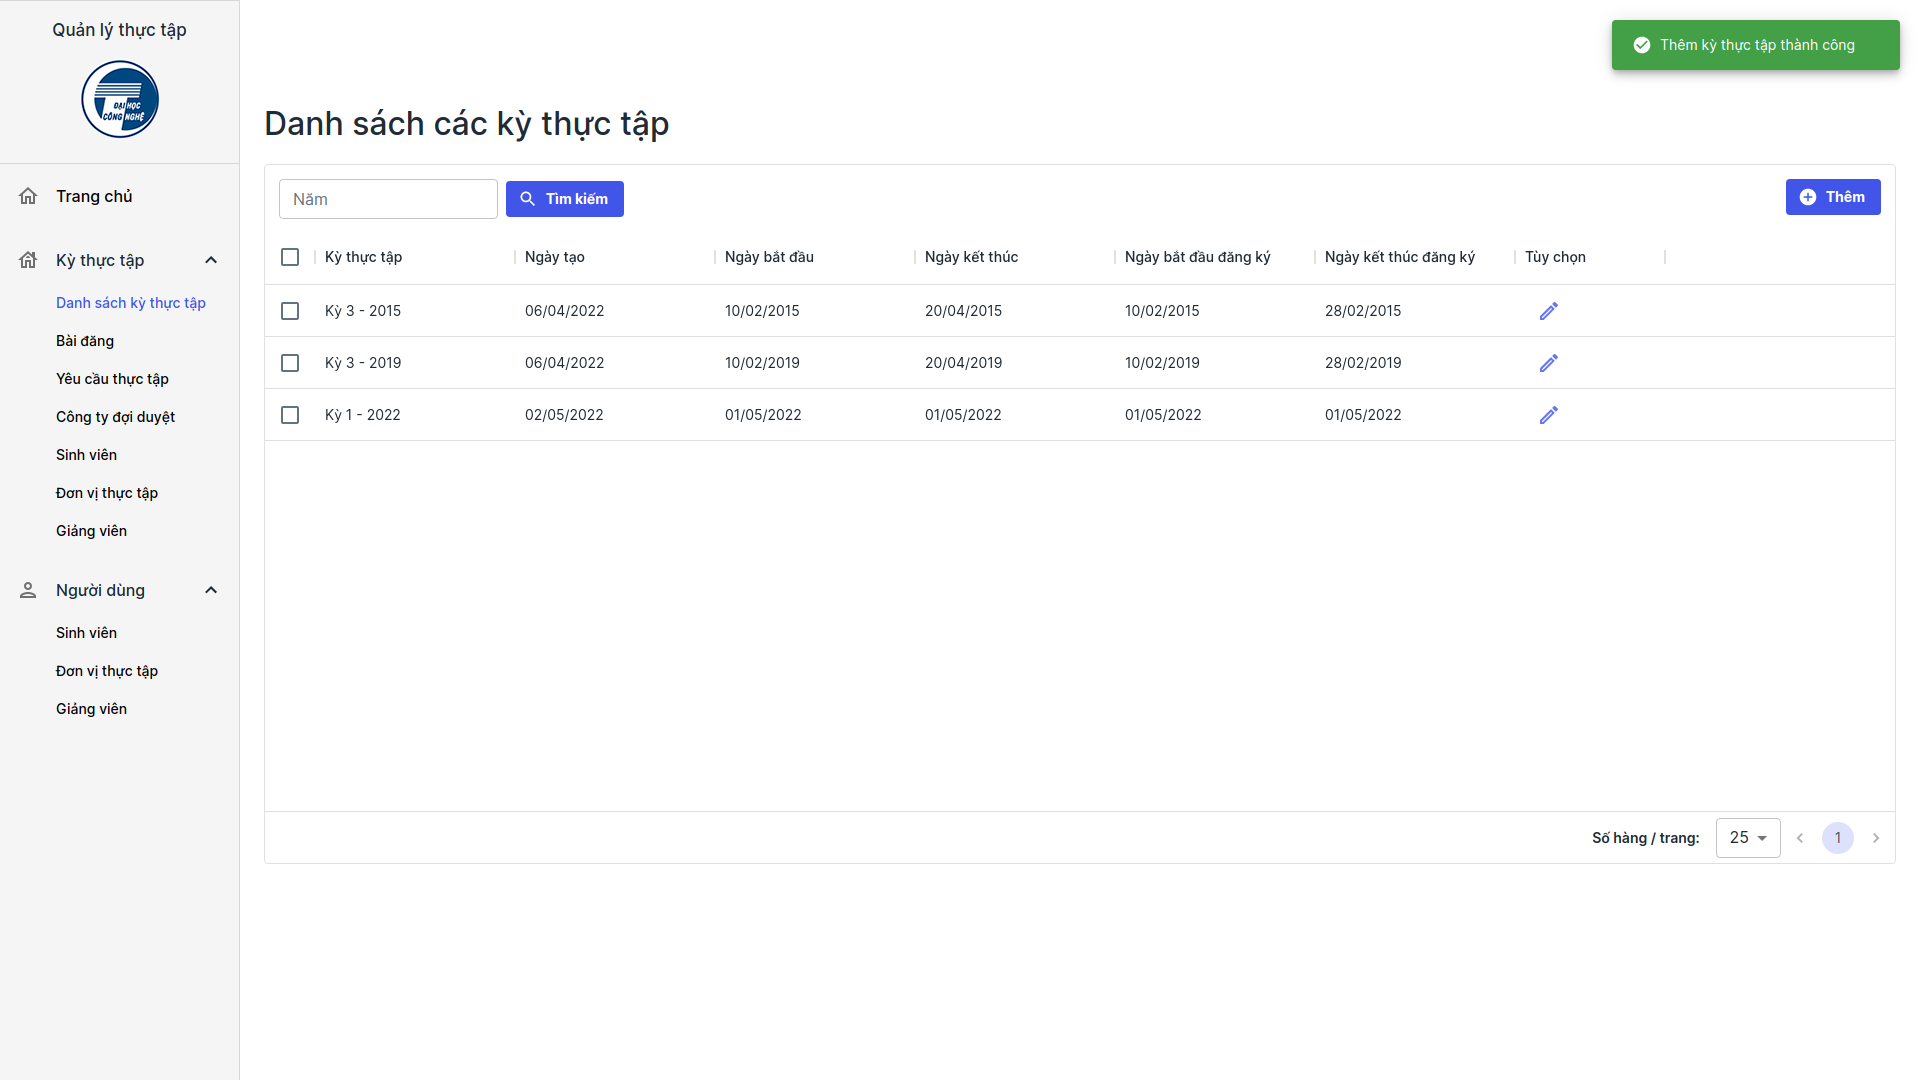 Quản lý thực tập
ĐẠI HỌC
CÔNG NGHỆ
Thêm kỳ thực tập thành công
Trang chủ
Kỳ thực tập
Danh sách kỳ thực tập
Bài đăng
Yêu cầu thực tập
Công ty đợi duyệt
Sinh viên
Đơn vị thực tập
Giảng viên
Người dùng
Sinh viên
Đơn vị thực tập
Giảng viên
Danh sách các kỳ thực tập
Năm Tìm kiếm Thêm
Kỳ thực tập Ngày tạo Ngày bắt đầu Ngày kết thúc Ngày bắt đầu đăng ký Ngày kết thúc đăng ký Tùy chọn
Kỳ 3 - 2015 06/04/2022 10/02/2015 20/04/2015 10/02/2015 28/02/2015
Kỳ 3 - 2019 06/04/2022 10/02/2019 20/04/2019 10/02/2019 28/02/2019
Kỳ 1 - 2022 02/05/2022 01/05/2022 01/05/2022 01/05/2022 01/05/2022
Số hàng / trang: 25 1